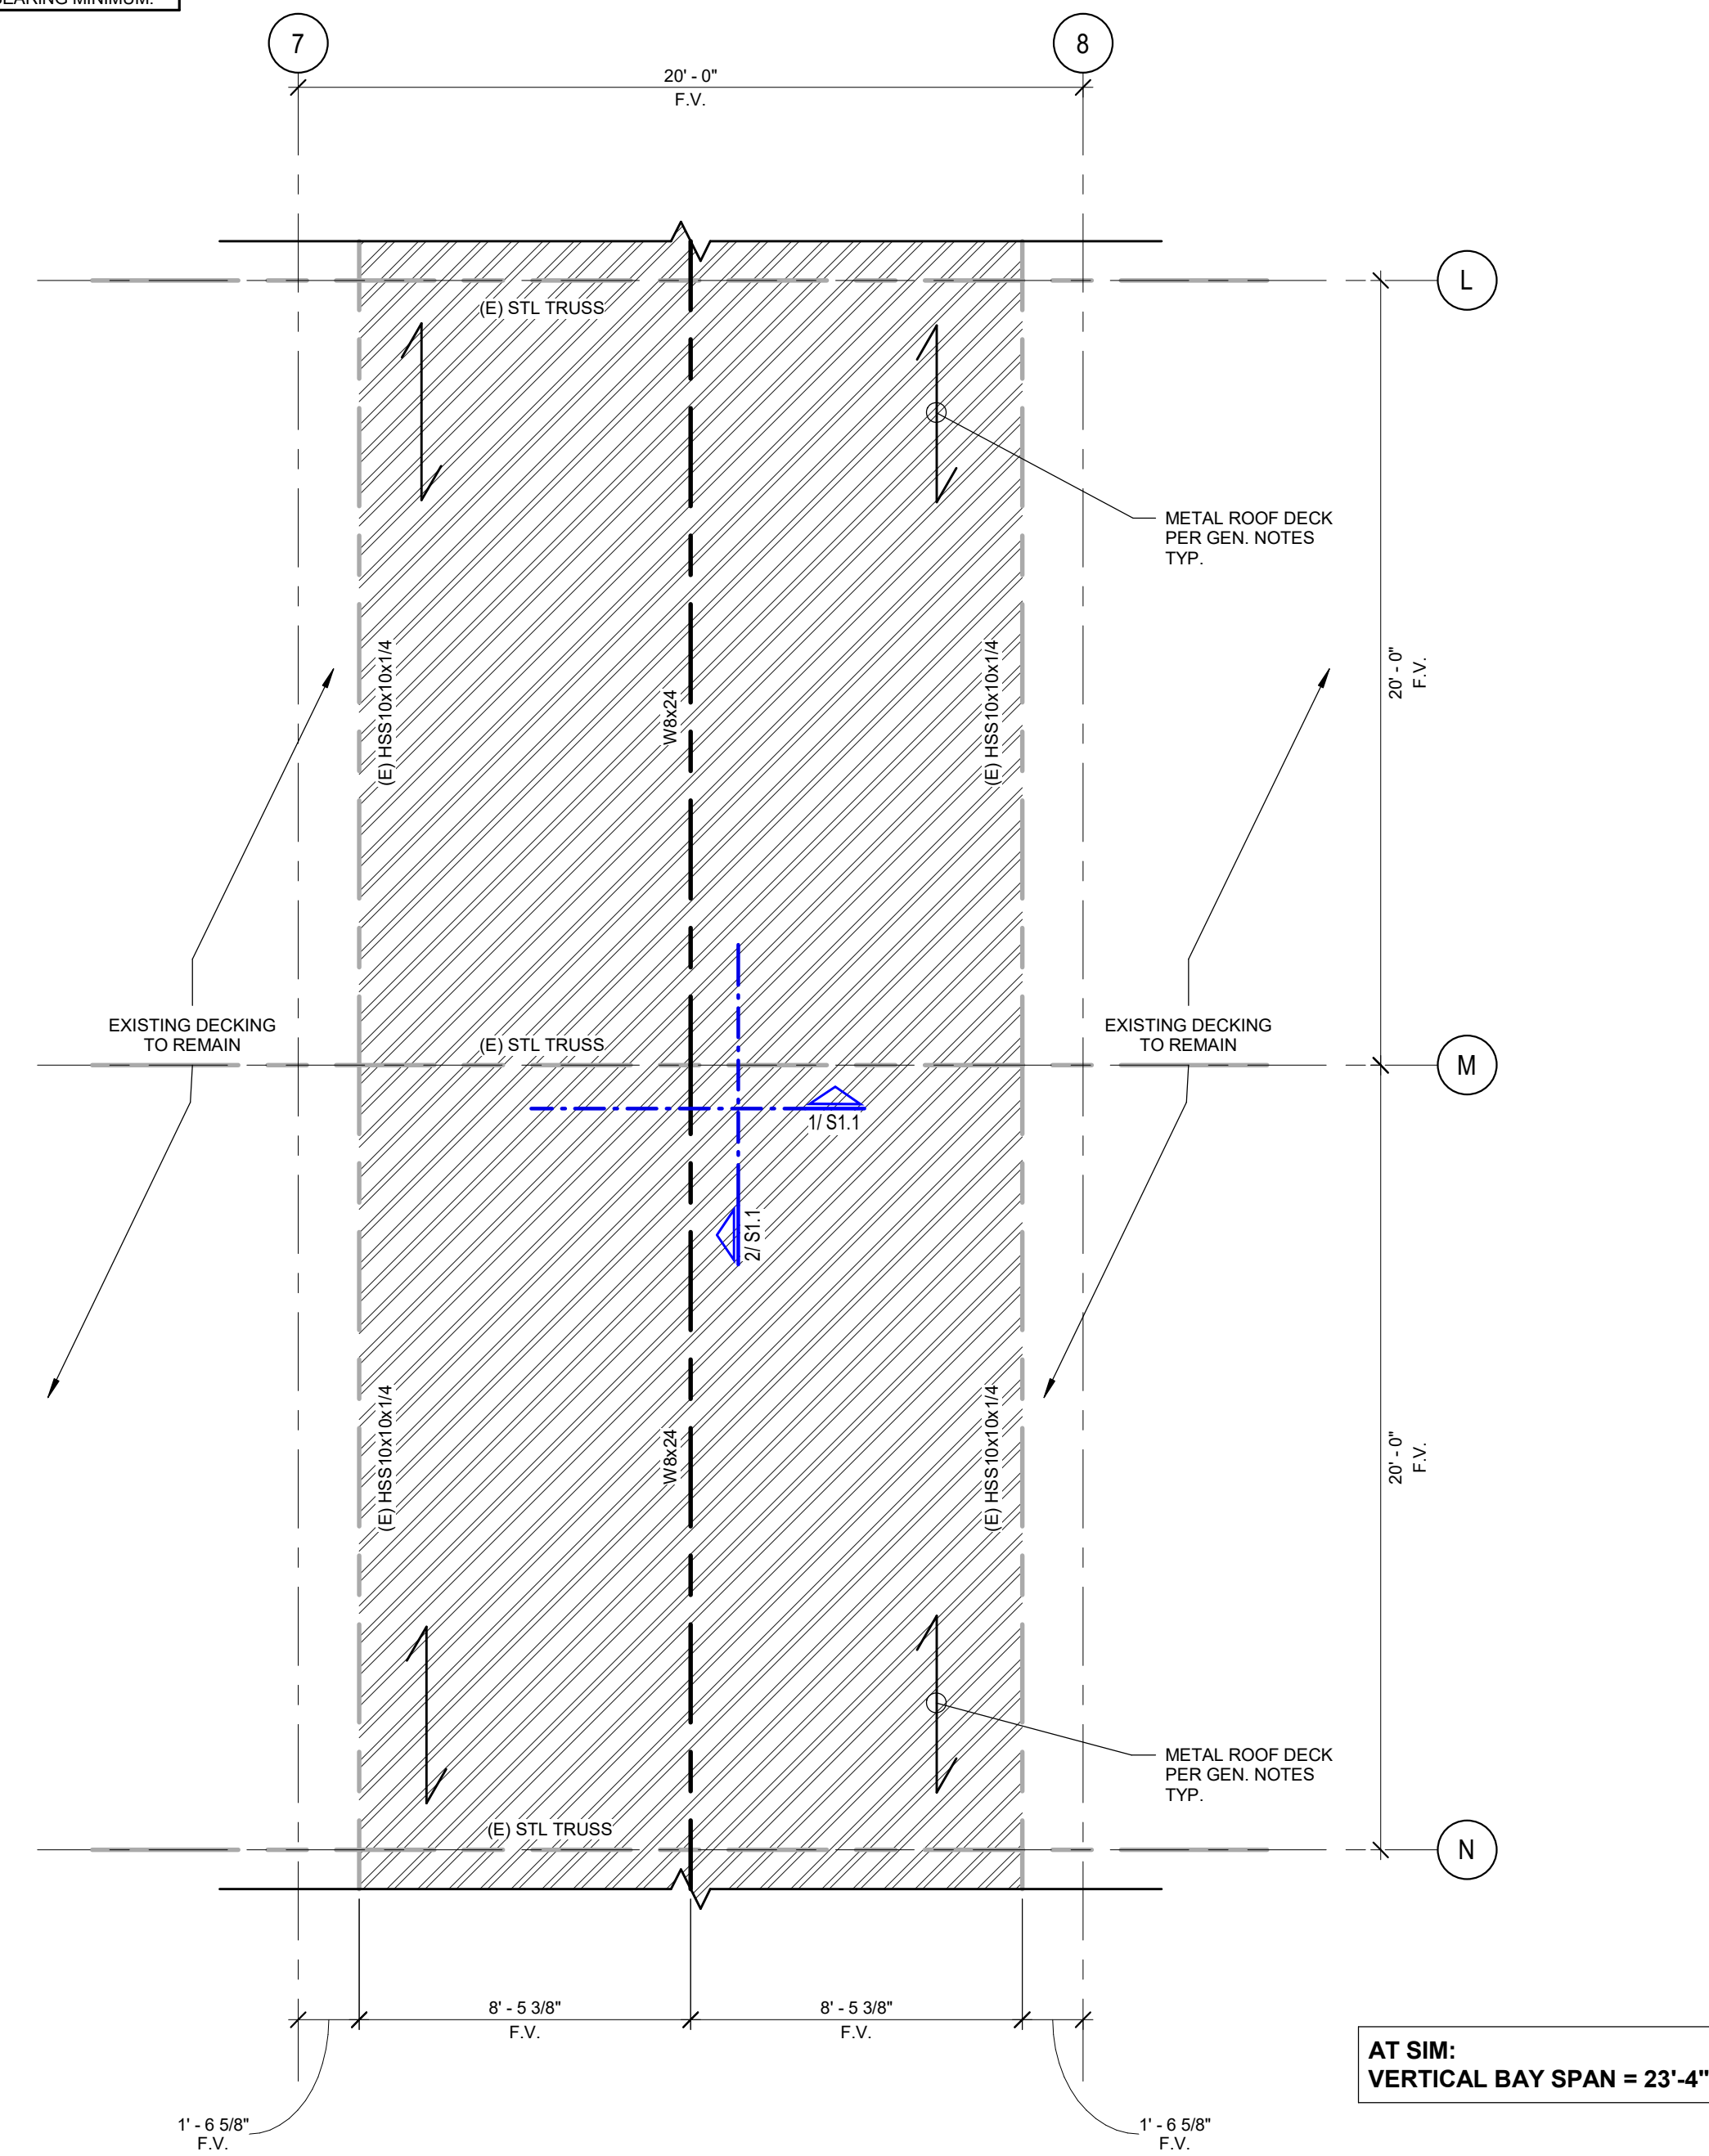 BEARING MINIMUM.
7
8
20' - 0"
F.V.
L
(E) STL TRUSS
METAL ROOF DECK
PER GEN. NOTES
TYP.
(E) HSS10x10x1/4
W8x24
(E) HSS10x10x1/4
20' - 0"
F.V.
EXISTING DECKING
TO REMAIN
(E) STL TRUSS
EXISTING DECKING
TO REMAIN
M
1/ S1.1
2/ S1.1
(E) HSS10x10x1/4
W8x24
(E) HSS10x10x1/4
20' - 0"
F.V.
METAL ROOF DECK
PER GEN. NOTES
TYP.
(E) STL TRUSS
N
8' - 5 3/8"
F.V.
8' - 5 3/8"
F.V.
AT SIM:
VERTICAL BAY SPAN = 23'-4"
1' - 6 5/8"
F.V.
1' - 6 5/8"
F.V.